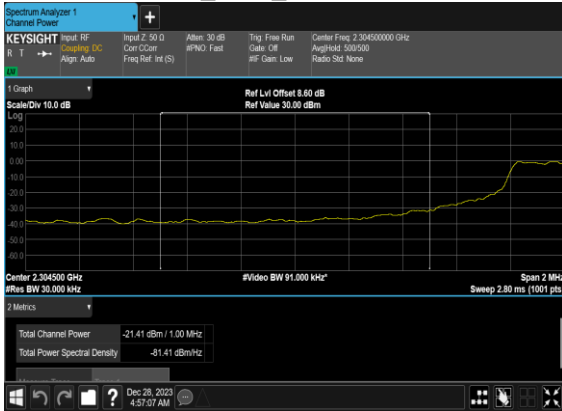 Spectrum Analyzer 1
Channel Power
+
KEYSIGHT
R T
Input: RF
Coupling: DC
Align: Auto
Input Z: 50 Ω
Corr CCorr
Freq Ref: Int (S)
Atten: 30 dB
#PNO: Fast
Trig: Free Run
Gate: Off
#IF Gain: Low
Center Freq: 2.304500000 GHz
Avg|Hold: 500/500
Radio Std: None
1 Graph
Scale/Div 10.0 dB
Ref Lvl Offset 8.60 dB
Ref Value 30.00 dBm
Log
20.0
10.0
0.00
-10.0
-20.0
-30.0
-40.0
-50.0
-60.0
Center 2.304500 GHz
#Res BW 30.000 kHz
#Video BW 91.000 kHz*
Span 2 MHz
Sweep 2.80 ms (1001 pts)
2 Metrics
Total Channel Power -21.41 dBm / 1.00 MHz
Total Power Spectral Density -81.41 dBm/Hz
?
Dec 28, 2023
4:57:07 AM